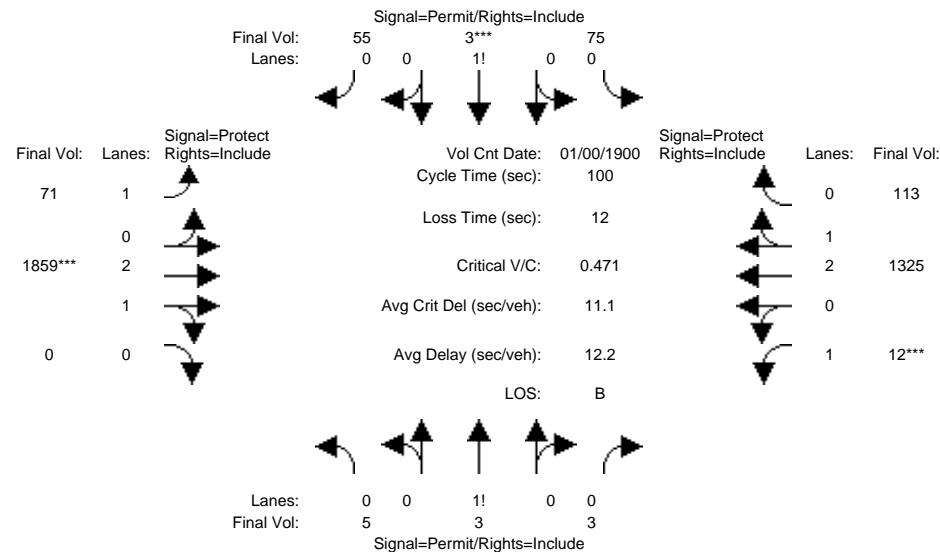 Signal=Permit/Rights=Include
Final Vol: 55 3*** 75
Lanes: 0 0 1! 0 0
Signal=Protect Signal=Protect
Final Vol: Lanes: Rights=Include Vol Cnt Date: 01/00/1900 Rights=Include Lanes: Final Vol:
Cycle Time (sec): 100
71 1 0 113
Loss Time (sec): 12
0 1
1859*** 2 Critical V/C: 0.471 2 1325
1 Avg Crit Del (sec/veh): 11.1 0
0 0 Avg Delay (sec/veh): 12.2 1 12***
LOS: B
Lanes: 0 0 1! 0 0
Final Vol: 5 3 3
Signal=Permit/Rights=Include